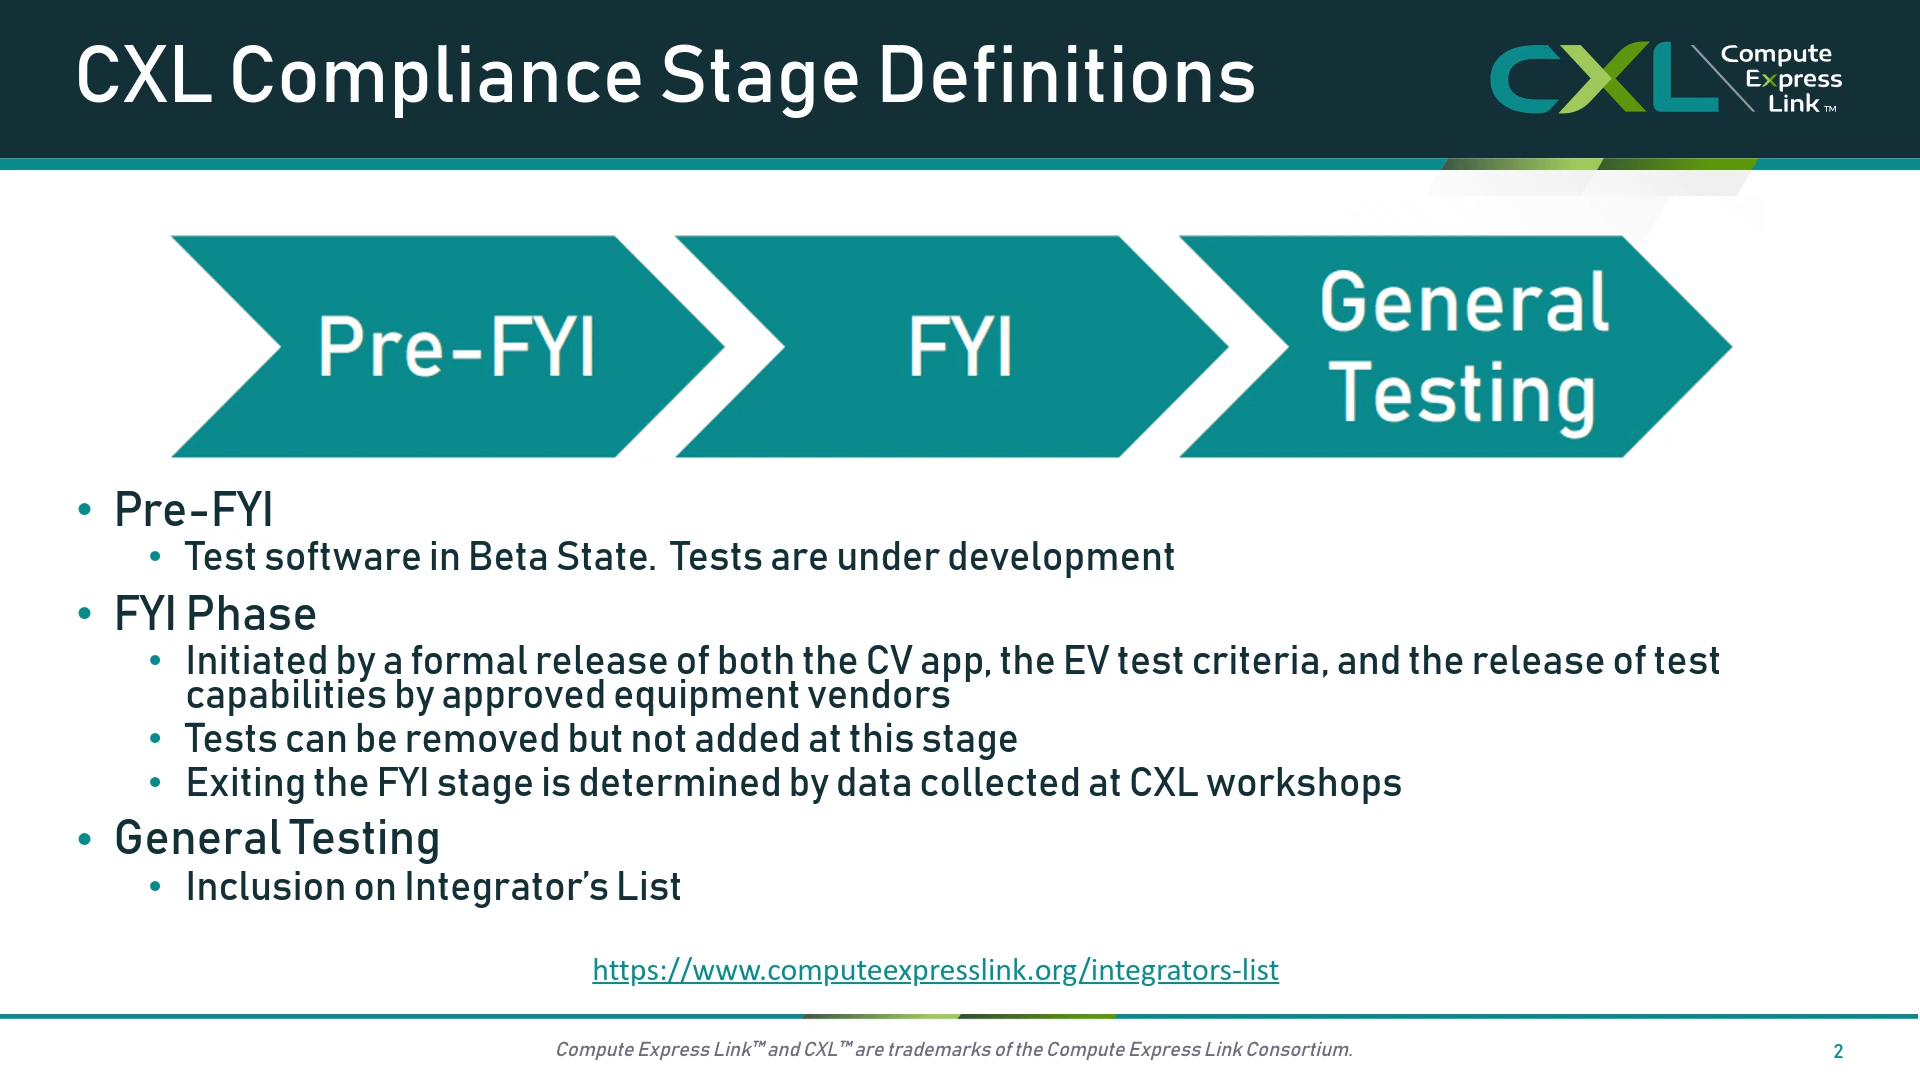 CXL Compliance Stage Definitions
CXL
Compute
Express
Link™
Pre-FYI
FYI
General
Testing
• Pre-FYI
• Test software in Beta State.  Tests are under development
• FYI Phase
• Initiated by a formal release of both the CV app, the EV test criteria, and the release of test
capabilities by approved equipment vendors
• Tests can be removed but not added at this stage
• Exiting the FYI stage is determined by data collected at CXL workshops
• General Testing
• Inclusion on Integrator’s List
https://www.computeexpresslink.org/integrators-list
Compute Express Link™ and CXL™ are trademarks of the Compute Express Link Consortium.
2